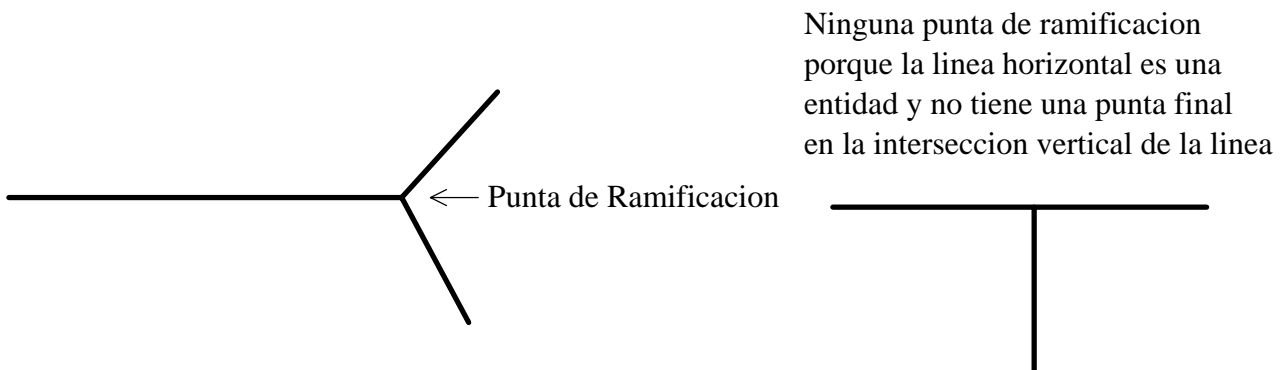 Ninguna punta de ramificacion
porque la linea horizontal es una
entidad y no tiene una punta final
en la interseccion vertical de la linea
Punta de Ramificacion